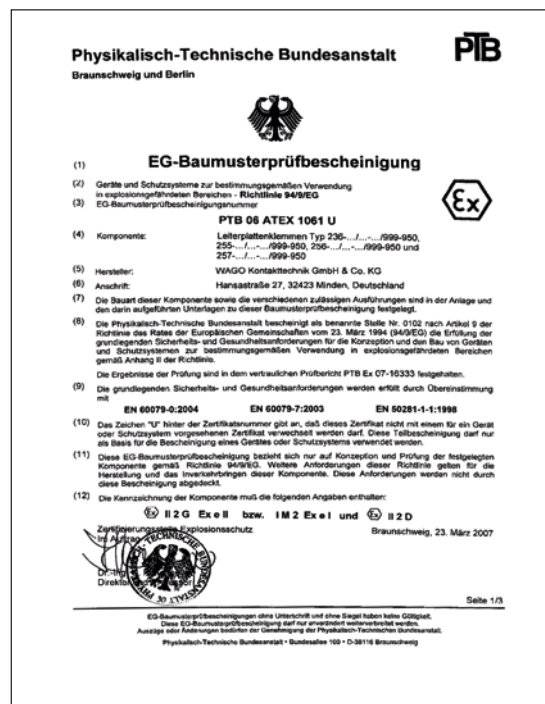 Physikalisch-Technische Bundesanstalt
PTB
Braunschweig und Berlin
(1) EG-Baumusterprüfbescheinigung
(2) Geräte und Schutzsysteme zur bestimmungsgemäßen Verwendung
in explosionsgefährdeten Bereichen - Richtlinie 94/9/EG
(3) EG-Baumusterprüfbescheinigungsnummer
Ex
PTB 06 ATEX 1061 U
(4) Komponente: Leiterplattenklemmen Typ 236-.../...-.../999-950,
255-.../...-.../999-950, 256-.../...-.../999-950 und
257-.../...-.../999-950
(5) Hersteller: WAGO Kontakttechnik GmbH & Co. KG
(6) Anschrift: Hansastraße 27, 32423 Minden, Deutschland
(7) Die Bauart dieser Komponente sowie die verschiedenen zulässigen Ausführungen sind in der Anlage und
den darin aufgeführten Unterlagen zu dieser Baumusterprüfbescheinigung festgelegt.
(8) Die Physikalisch-Technische Bundesanstalt bescheinigt als benannte Stelle Nr. 0102 nach Artikel 9 der
Richtlinie des Rates der Europäischen Gemeinschaften vom 23. März 1994 (94/9/EG) die Erfüllung der
grundlegenden Sicherheits- und Gesundheitsanforderungen für die Konzeption und den Bau von Geräten
und Schutzsystemen zur bestimmungsgemäßen Verwendung in explosionsgefährdeten Bereichen
gemäß Anhang II der Richtlinie.
Die Ergebnisse der Prüfung sind in dem vertraulichen Prüfbericht PTB Ex 07-16333 festgehalten.
(9) Die grundlegenden Sicherheits- und Gesundheitsanforderungen werden erfüllt durch Übereinstimmung
mit
EN 60079-0:2004 EN 60079-7:2003 EN 50281-1-1:1998
(10) Das Zeichen "U" hinter der Zertifikatsnummer gibt an, daß dieses Zertifikat nicht mit einem für ein Gerät
oder Schutzsystem vorgesehenen Zertifikat verwechselt werden darf. Diese Teilbescheinigung darf nur
als Basis für die Bescheinigung eines Gerätes oder Schutzsystems verwendet werden.
(11) Diese EG-Baumusterprüfbescheinigung bezieht sich nur auf Konzeption und Prüfung der festgelegten
Komponente gemäß Richtlinie 94/9/EG. Weitere Anforderungen dieser Richtlinie gelten für die
Herstellung und das Inverkehrbringen dieser Komponente. Diese Anforderungen werden nicht durch
diese Bescheinigung abgedeckt.
(12) Die Kennzeichnung der Komponente muß die folgenden Angaben enthalten:
Ex II 2 G Ex e II bzw. I M 2 Ex e I und Ex II 2 D
Zertifizierungsstelle Explosionsschutz Braunschweig, 23. März 2007
Im Auftrag
Dr.-Ing.
Direktor
Seite 1/3
EG-Baumusterprüfbescheinigungen ohne Unterschrift und ohne Siegel haben keine Gültigkeit.
Diese EG-Baumusterprüfbescheinigung darf nur unverändert weiterverbreitet werden.
Auszüge oder Änderungen bedürfen der Genehmigung der Physikalisch-Technischen Bundesanstalt.
Physikalisch-Technische Bundesanstalt • Bundesallee 100 • D-38116 Braunschweig